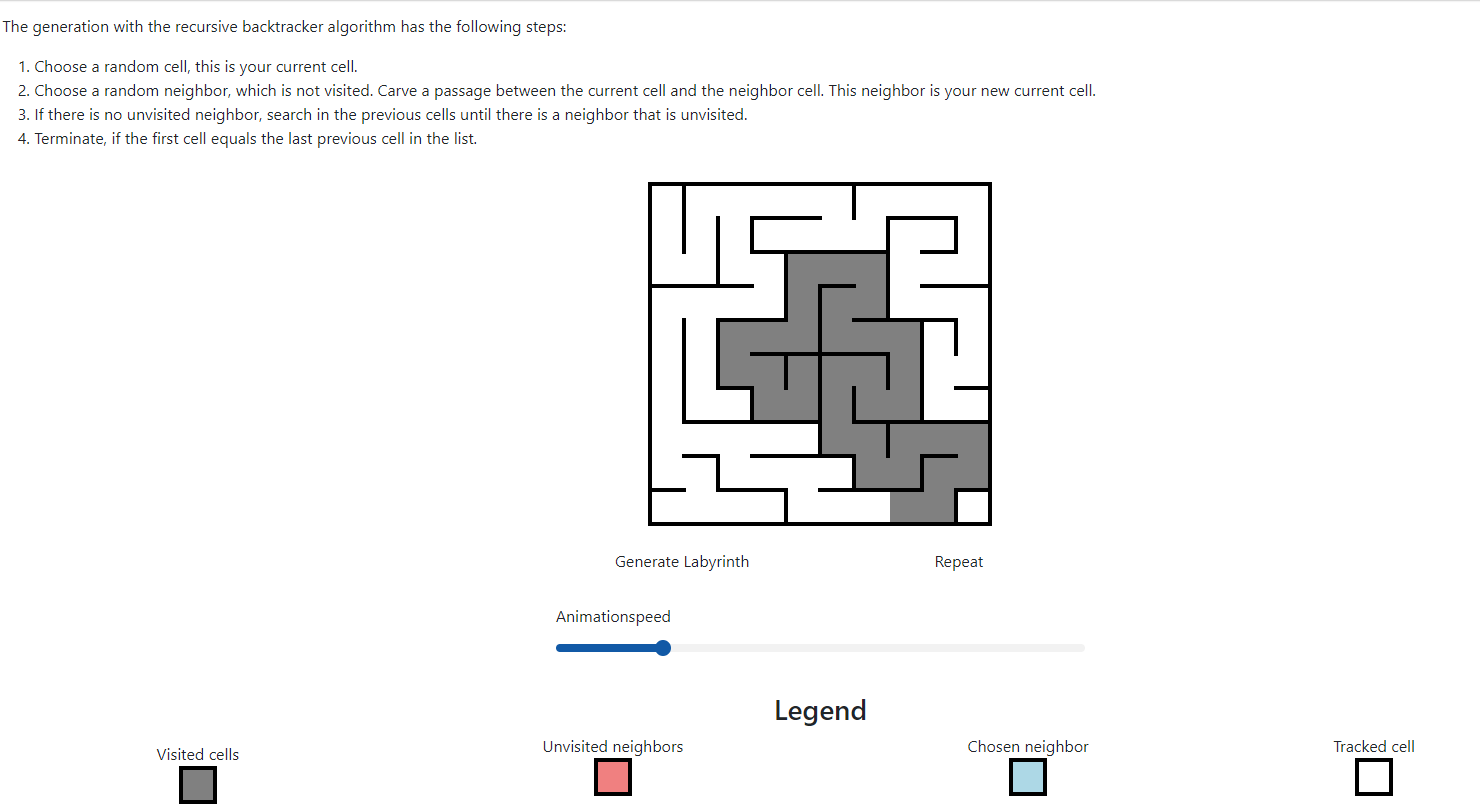 The generation with the recursive backtracker algorithm has the following steps:
1. Choose a random cell, this is your current cell.
2. Choose a random neighbor, which is not visited. Carve a passage between the current cell and the neighbor cell. This neighbor is your new current cell.
3. If there is no unvisited neighbor, search in the previous cells until there is a neighbor that is unvisited.
4. Terminate, if the first cell equals the last previous cell in the list.
Generate Labyrinth Repeat
Animationspeed
Legend
Visited cells Unvisited neighbors Chosen neighbor Tracked cell